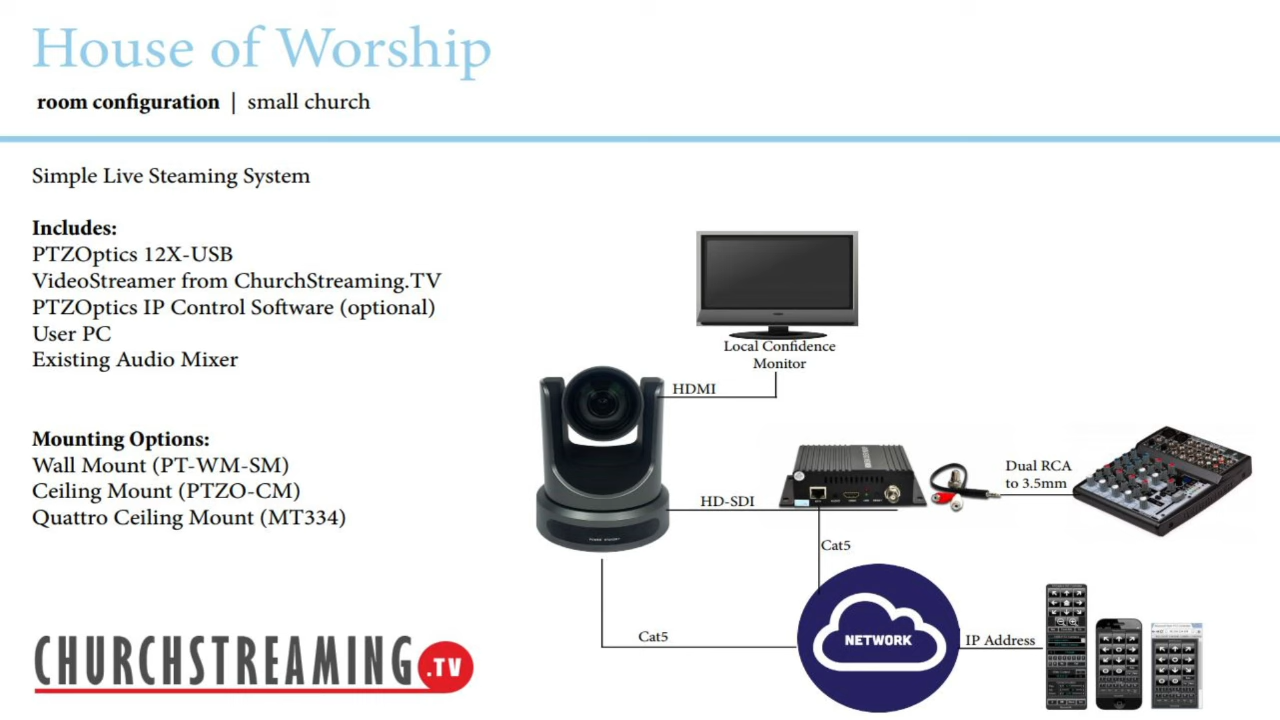 House of Worship
room configuration | small church
Simple Live Steaming System
Includes:
PTZOptics 12X-USB
VideoStreamer from ChurchStreaming.TV
PTZOptics IP Control Software (optional)
User PC
Existing Audio Mixer
Mounting Options:
Wall Mount (PT-WM-SM)
Ceiling Mount (PTZO-CM)
Quattro Ceiling Mount (MT334)
Local Confidence
Monitor
HDMI
HD-SDI
Dual RCA
to 3.5mm
Cat5
Cat5
NETWORK
IP Address
CHURCHSTREAMING.TV